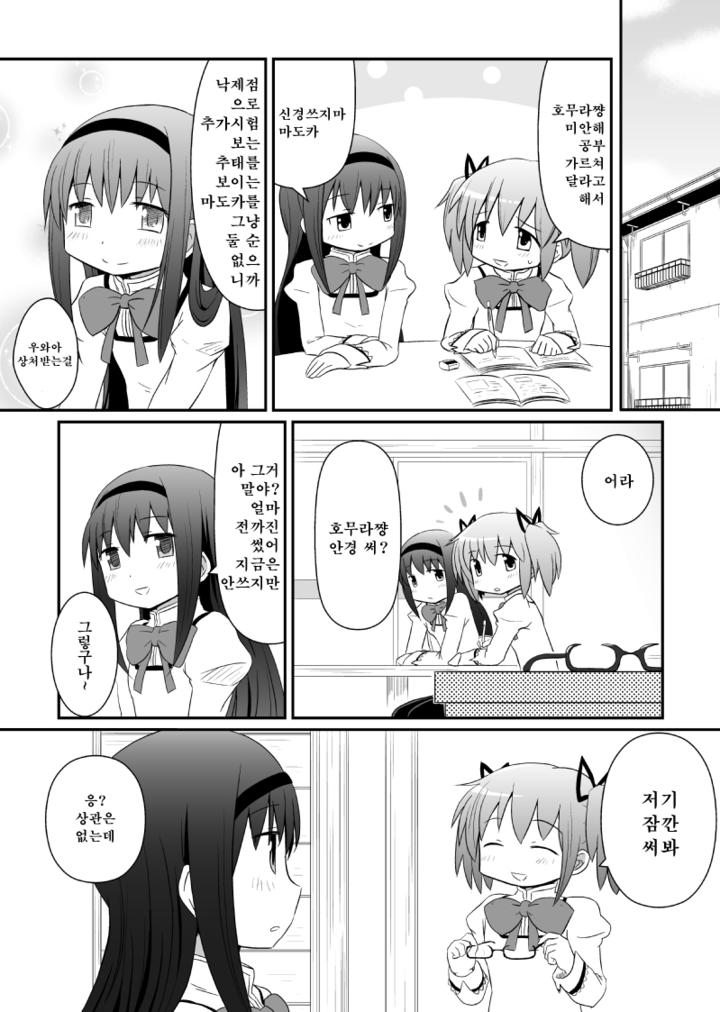 호무라쨩
미안해
공부
가르쳐
달라고
해서
신경쓰지마
마도카
낙제점
으로
추가시험
보는
추태를
보이는
마도카를
그냥
둘 순
없으
니까
우와아
상처받는걸
어라
호무라쨩
안경 써?
아 그거
말야?
얼마
전까진
썼어
지금은
안쓰지만
그렇구나~
저기
잠깐
써봐
응?
상관은
없는데